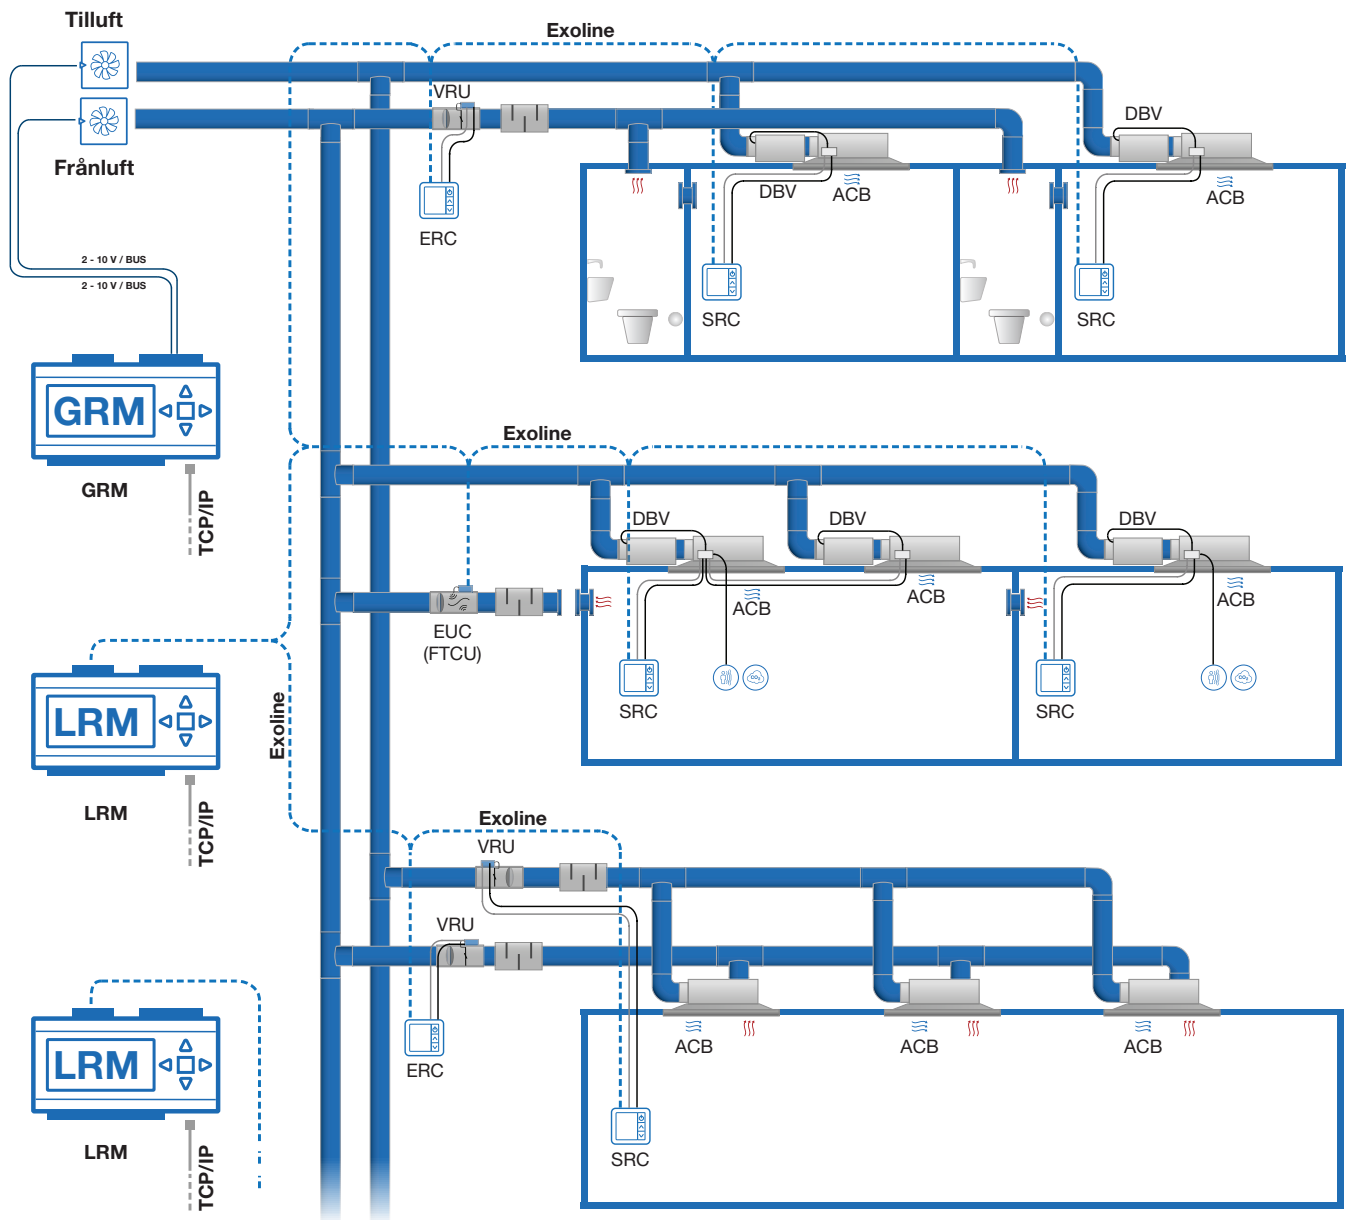 Tilluft
Exoline
VRU
DBV
Frånluft
DBV
ACB
ACB
ERC
2 - 10 V / BUS
2 - 10 V / BUS
SRC
SRC
GRM
Exoline
GRM
TCP/IP
DBV
DBV
DBV
ACB
ACB
ACB
EUC
(FTCU)
CO₂
CO₂
SRC
SRC
LRM
Exoline
LRM
TCP/IP
Exoline
VRU
VRU
ACB
ACB
ACB
ERC
LRM
LRM
TCP/IP
SRC